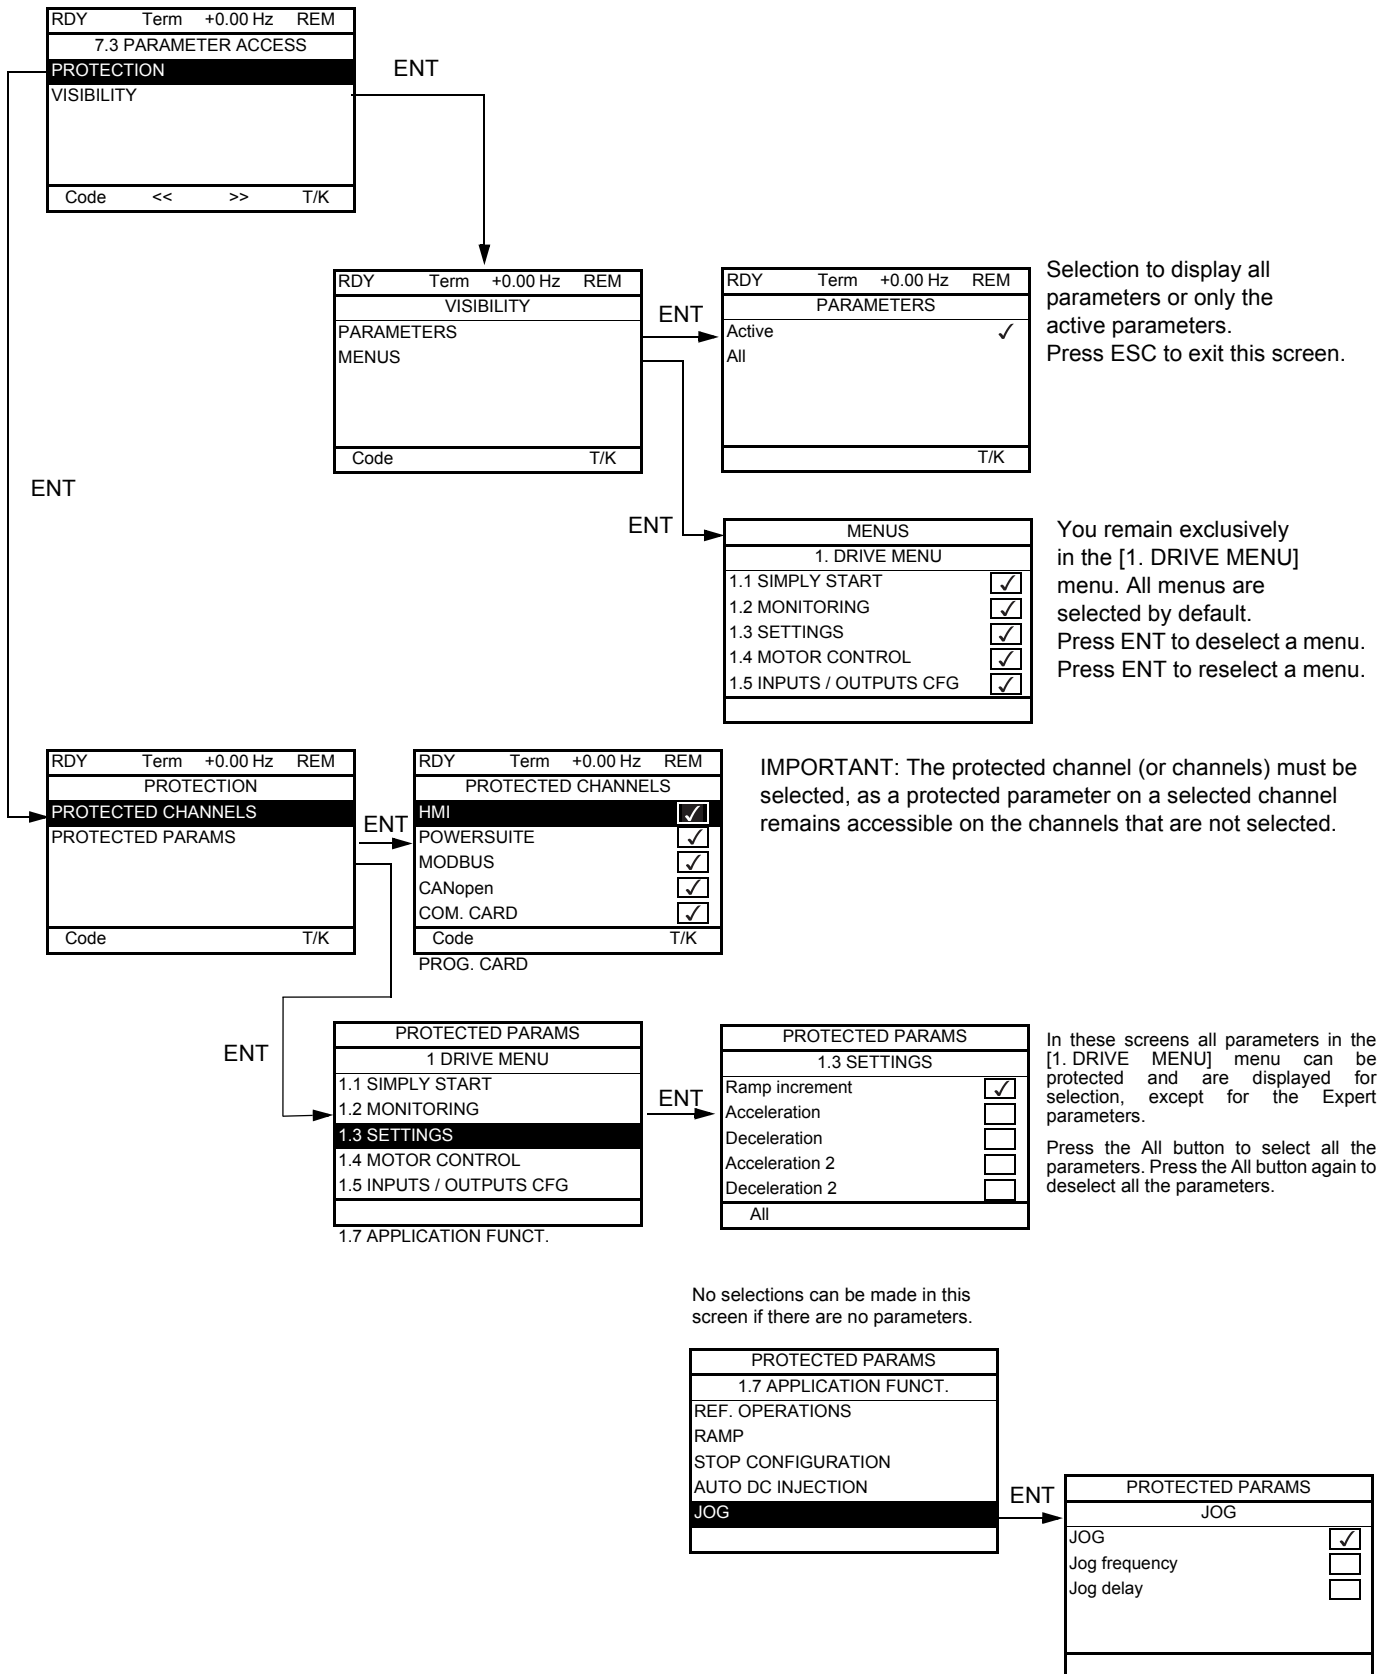 RDY Term +0.00 Hz REM
7.3 PARAMETER ACCESS
PROTECTION
VISIBILITY
Code << >> T/K
ENT
RDY Term +0.00 Hz REM
VISIBILITY
PARAMETERS
MENUS
Code T/K
ENT
RDY Term +0.00 Hz REM
PARAMETERS
Active ✓
All
T/K
Selection to display all
parameters or only the
active parameters.
Press ESC to exit this screen.
ENT
ENT
MENUS
1. DRIVE MENU
1.1 SIMPLY START ✓
1.2 MONITORING ✓
1.3 SETTINGS ✓
1.4 MOTOR CONTROL ✓
1.5 INPUTS / OUTPUTS CFG ✓
You remain exclusively
in the [1. DRIVE MENU]
menu. All menus are
selected by default.
Press ENT to deselect a menu.
Press ENT to reselect a menu.
RDY Term +0.00 Hz REM
PROTECTION
PROTECTED CHANNELS
PROTECTED PARAMS
Code T/K
ENT
RDY Term +0.00 Hz REM
PROTECTED CHANNELS
HMI ✓
POWERSUITE ✓
MODBUS ✓
CANopen ✓
COM. CARD ✓
Code T/K
PROG. CARD
IMPORTANT: The protected channel (or channels) must be
selected, as a protected parameter on a selected channel
remains accessible on the channels that are not selected.
ENT
PROTECTED PARAMS
1 DRIVE MENU
1.1 SIMPLY START
1.2 MONITORING
1.3 SETTINGS
1.4 MOTOR CONTROL
1.5 INPUTS / OUTPUTS CFG
1.7 APPLICATION FUNCT.
ENT
PROTECTED PARAMS
1.3 SETTINGS
Ramp increment ✓
Acceleration
Deceleration
Acceleration 2
Deceleration 2
All
In these screens all parameters in the
[1. DRIVE MENU] menu can be
protected and are displayed for
selection, except for the Expert
parameters.
Press the All button to select all the
parameters. Press the All button again to
deselect all the parameters.
No selections can be made in this
screen if there are no parameters.
PROTECTED PARAMS
1.7 APPLICATION FUNCT.
REF. OPERATIONS
RAMP
STOP CONFIGURATION
AUTO DC INJECTION
JOG
ENT
PROTECTED PARAMS
JOG
JOG ✓
Jog frequency
Jog delay